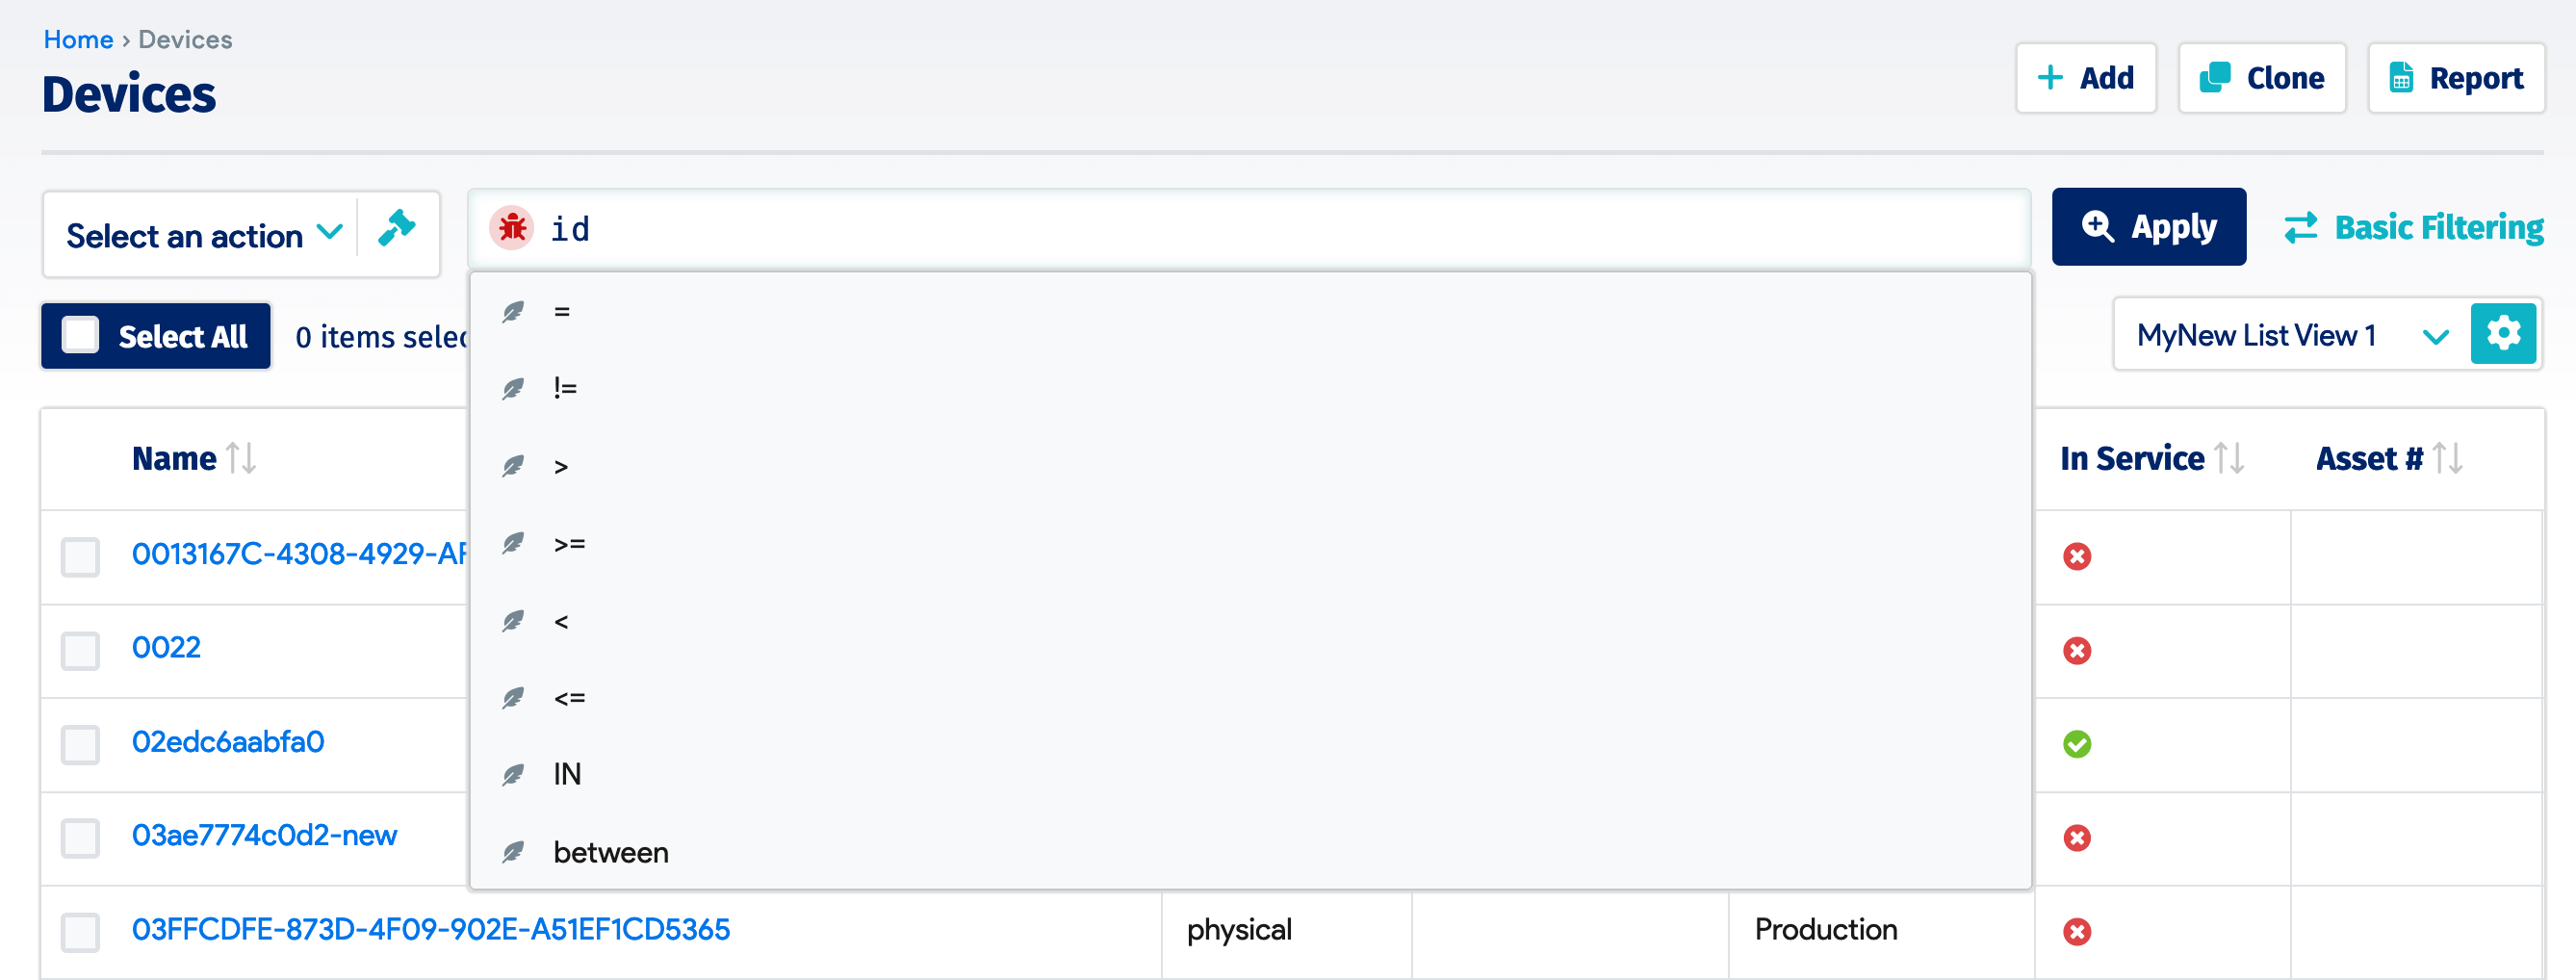 Home › Devices
Devices
Add
Clone
Report
Select an action
id
Apply
Basic Filtering
=
!=
>
>=
<
<=
IN
between
Select All
0 items selec
MyNew List View 1
Name
In Service
Asset #
0013167C-4308-4929-AF
0022
02edc6aabfa0
03ae7774c0d2-new
03FFCDFE-873D-4F09-902E-A51EF1CD5365
physical
Production